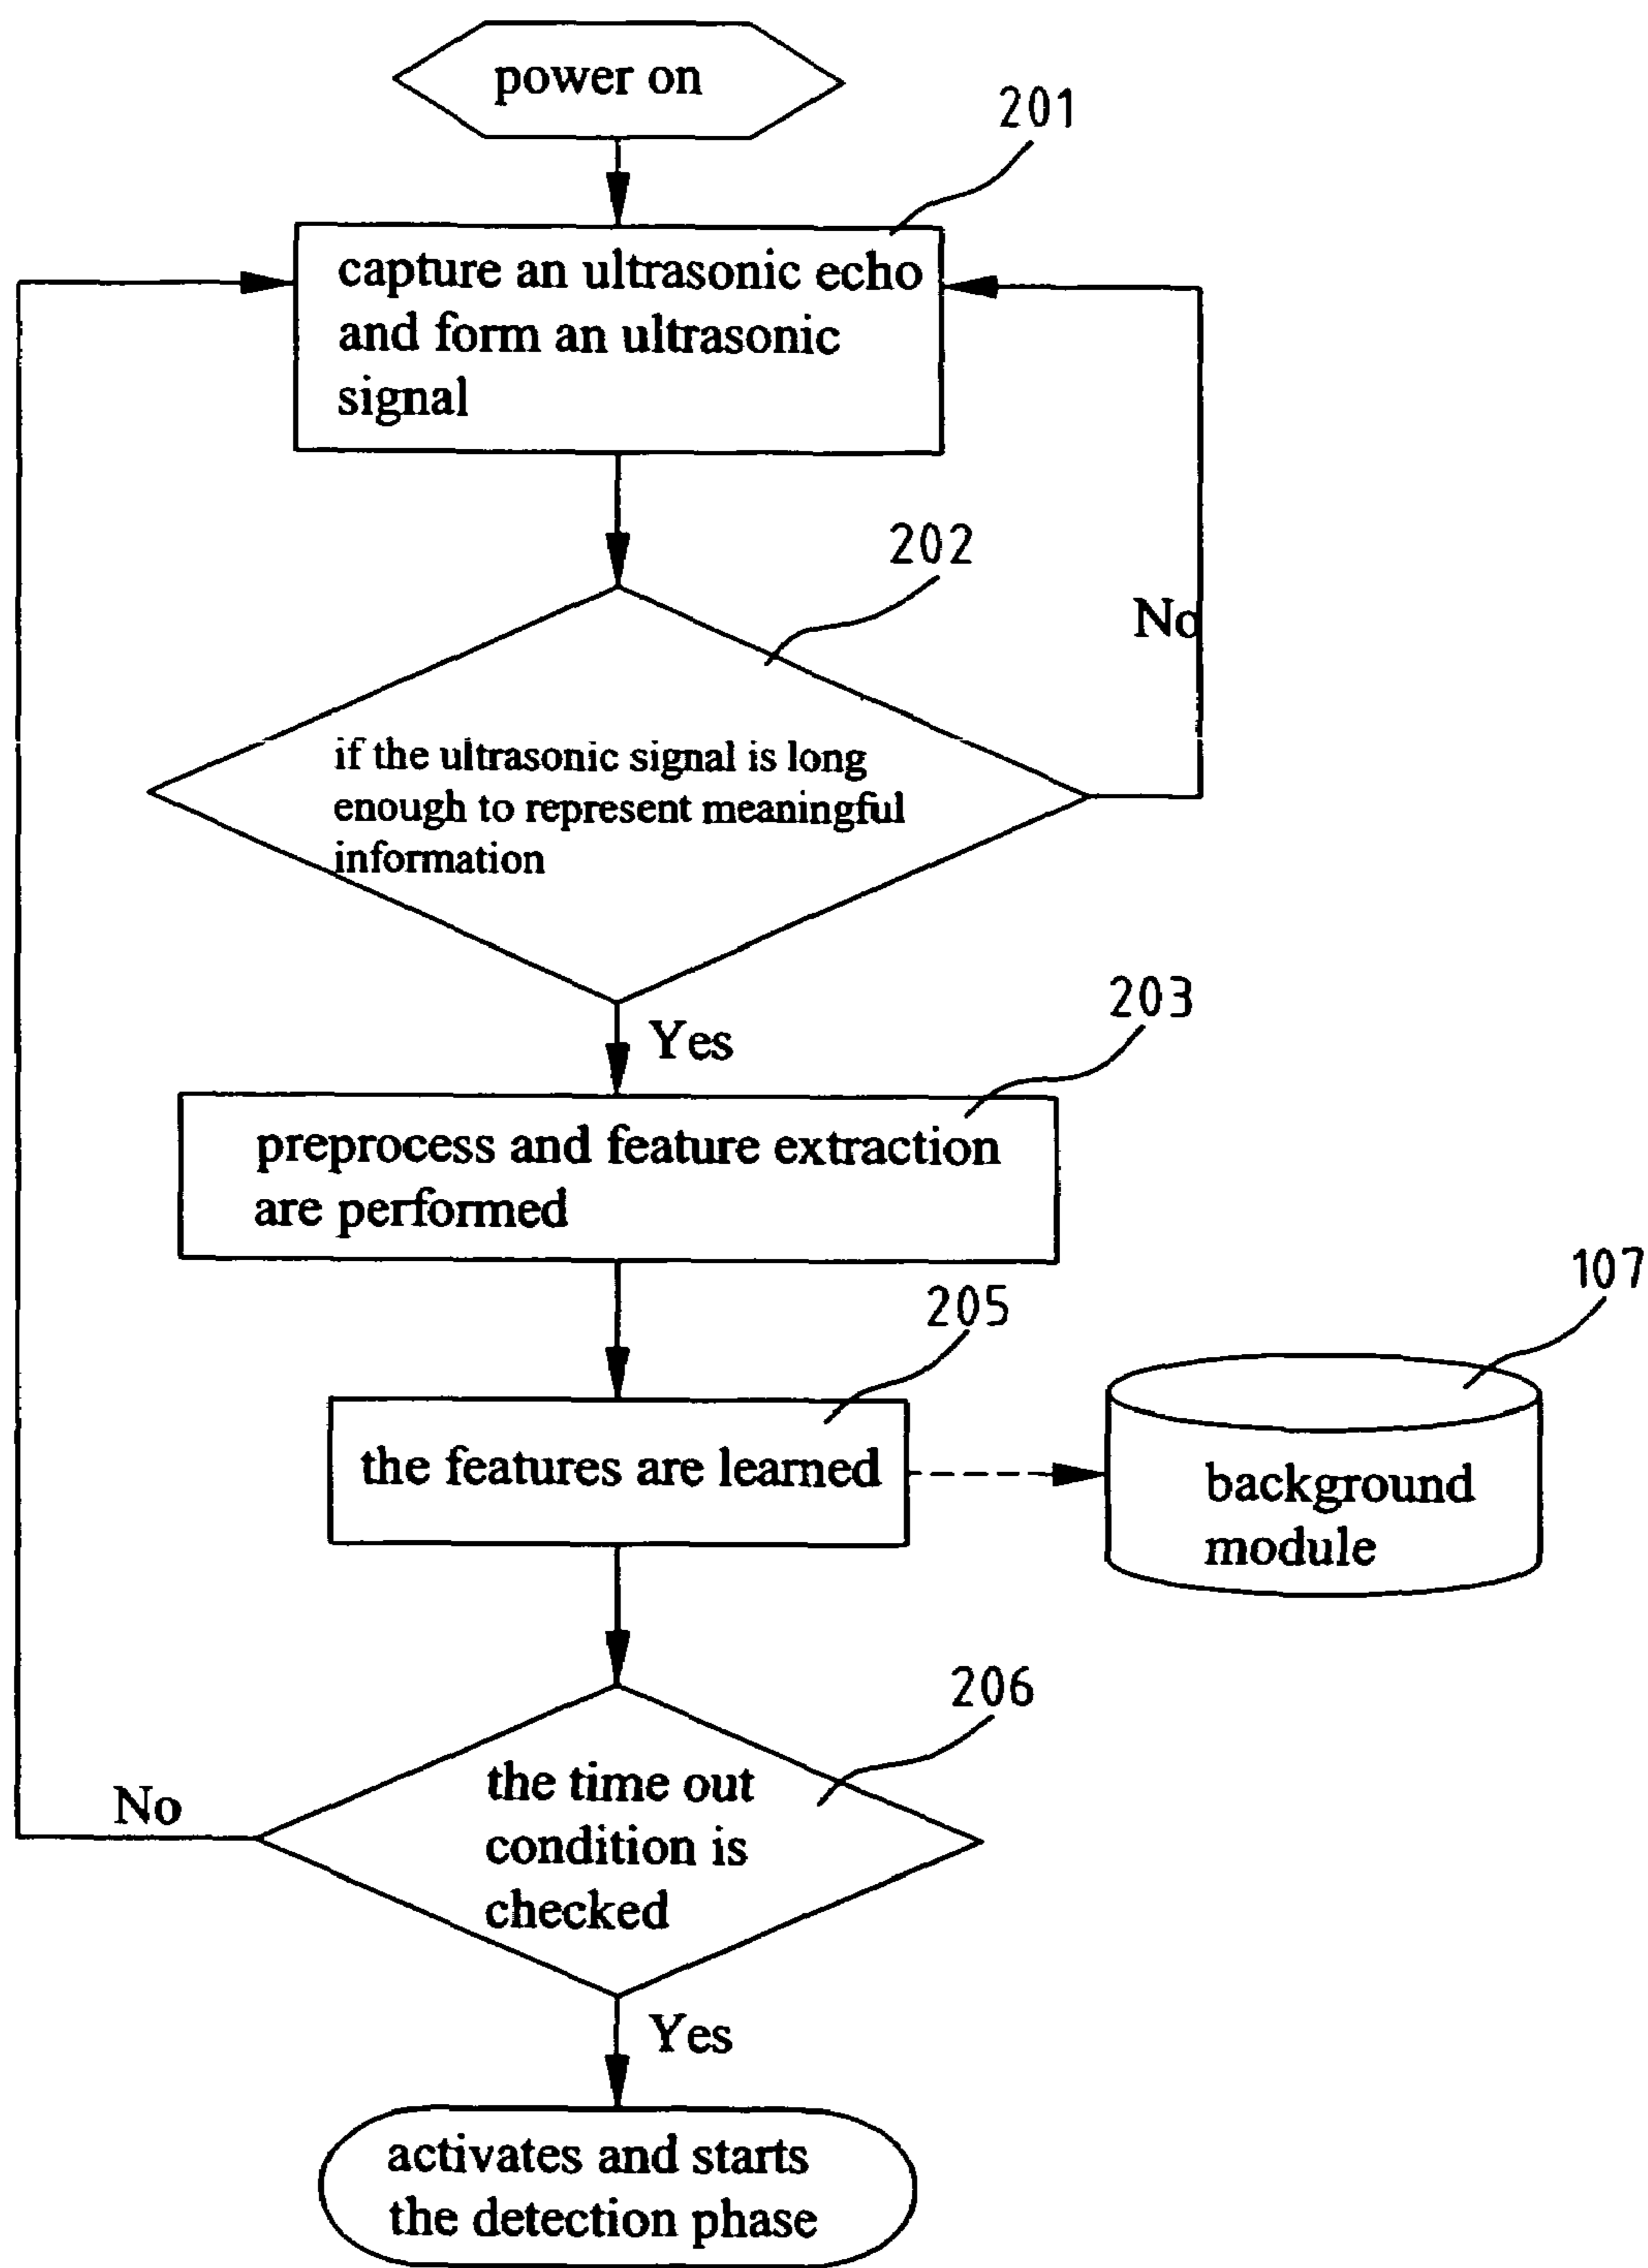 power on
201
capture an ultrasonic echo
and form an ultrasonic
signal
202
No
if the ultrasonic signal is long
enough to represent meaningful
information
Yes
203
preprocess and feature extraction
are performed
205
107
the features are learned
background
module
206
No
the time out
condition is
checked
Yes
activates and starts
the detection phase